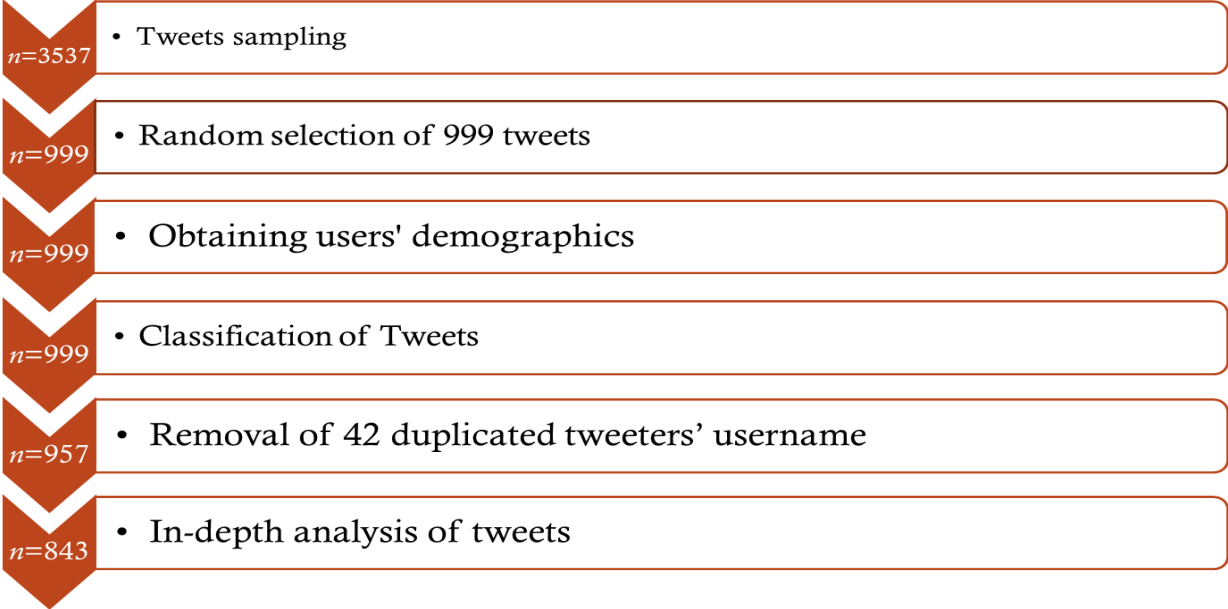 n=3537
• Tweets sampling
n=999
• Random selection of 999 tweets
n=999
• Obtaining users' demographics
n=999
• Classification of Tweets
n=957
• Removal of 42 duplicated tweeters’ username
n=843
• In-depth analysis of tweets